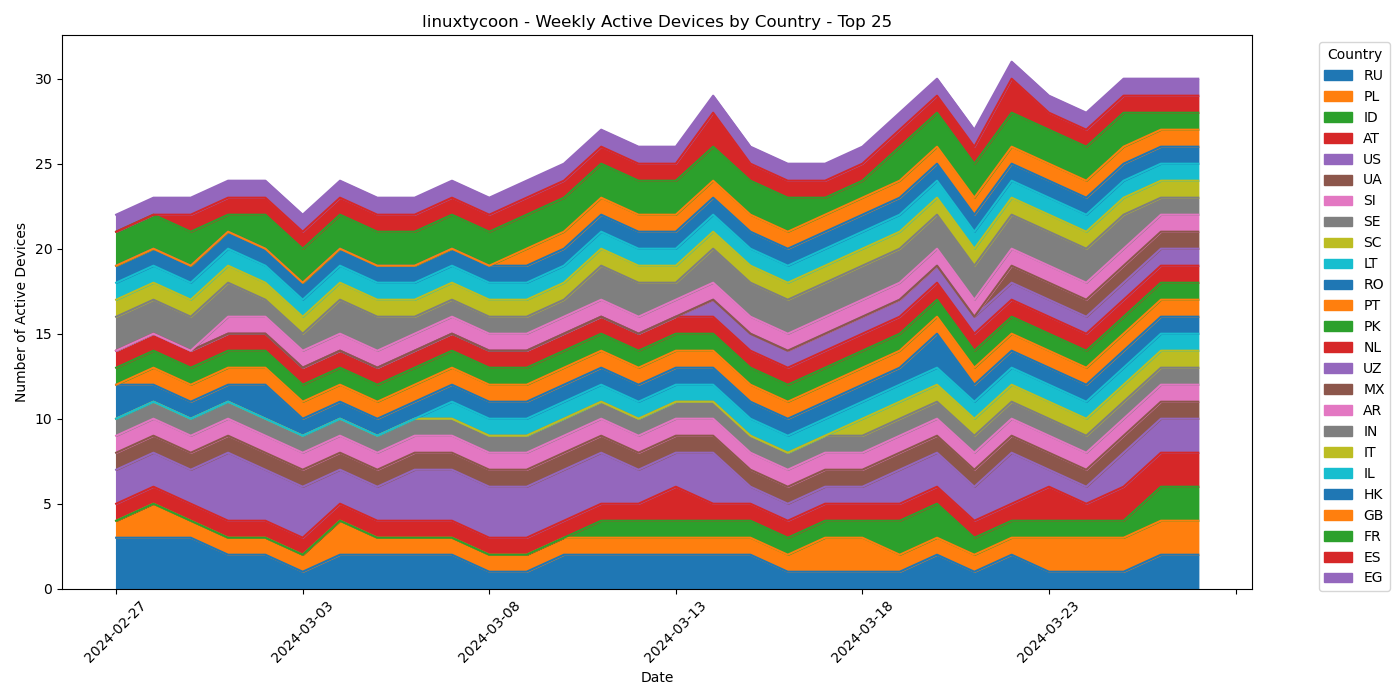 linuxtycoon - Weekly Active Devices by Country - Top 25
Number of Active Devices
30
25
20
15
10
5
0
2024-02-27
2024-03-03
2024-03-08
2024-03-13
2024-03-18
2024-03-23
Date
Country
RU
PL
ID
AT
US
UA
SI
SE
SC
LT
RO
PT
PK
NL
UZ
MX
AR
IN
IT
IL
HK
GB
FR
ES
EG